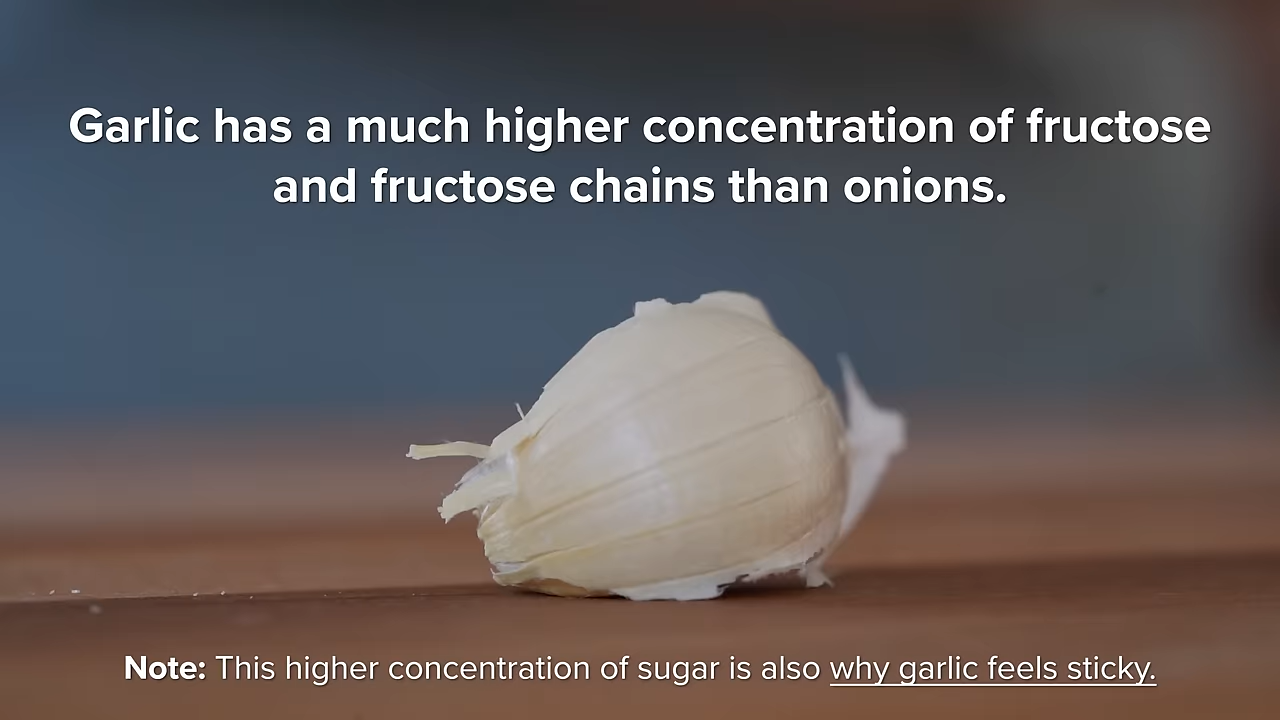 Garlic has a much higher concentration of fructose
and fructose chains than onions.
Note: This higher concentration of sugar is also why garlic feels sticky.